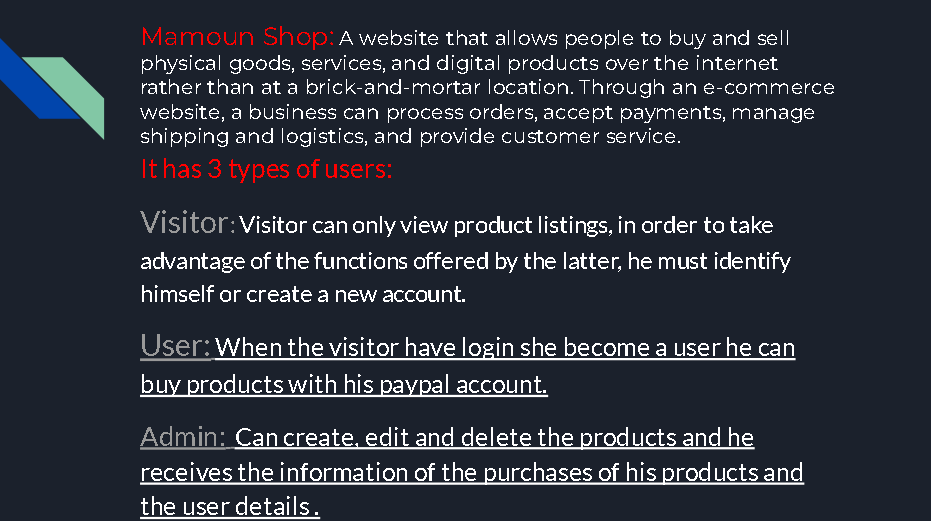 Mamoun Shop: A website that allows people to buy and sell
physical goods, services, and digital products over the internet
rather than at a brick-and-mortar location. Through an e-commerce
website, a business can process orders, accept payments, manage
shipping and logistics, and provide customer service.
It has 3 types of users:
Visitor: Visitor can only view product listings, in order to take
advantage of the functions offered by the latter, he must identify
himself or create a new account.
User: When the visitor have login she become a user he can
buy products with his paypal account.
Admin: Can create, edit and delete the products and he
receives the information of the purchases of his products and
the user details .